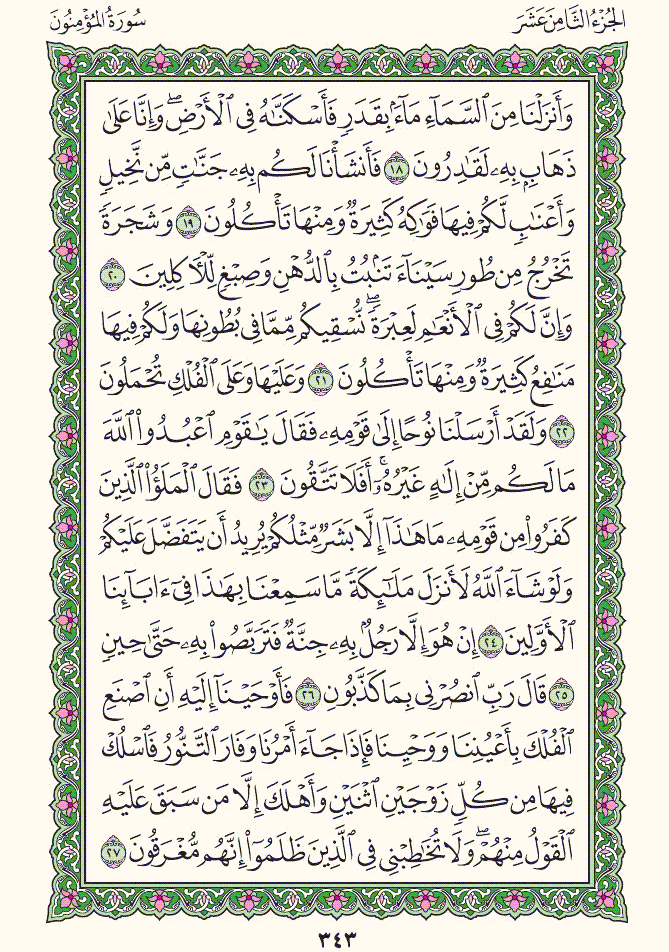 الجُزْءُ الثَّامِنَ عَشَرَ
سُورَةُ المُؤْمِنُونَ
وَأَنزَلْنَا مِنَ ٱلسَّمَآءِ مَآءًۢ بِقَدَرٍۢ فَأَسْكَنَّـٰهُ فِى ٱلْأَرْضِ ۖ وَإِنَّا عَلَىٰ
ذَهَابٍۭ بِهِۦ لَقَـٰدِرُونَ ١٨ فَأَنشَأْنَا لَكُم بِهِۦ جَنَّـٰتٍۢ مِّن نَّخِيلٍۢ
وَأَعْنَـٰبٍۢ لَّكُمْ فِيهَا فَوَٰكِهُ كَثِيرَةٌۭ وَمِنْهَا تَأْكُلُونَ ١٩ وَشَجَرَةًۭ
تَخْرُجُ مِن طُورِ سَيْنَآءَ تَنۢبُتُ بِٱلدُّهْنِ وَصِبْغٍۢ لِّلْـَٔاكِلِينَ ٢٠
وَإِنَّ لَكُمْ فِى ٱلْأَنْعَـٰمِ لَعِبْرَةًۭ ۖ نُّسْقِيكُم مِّمَّا فِى بُطُونِهَا وَلَكُمْ فِيهَا
مَنَـٰفِعُ كَثِيرَةٌۭ وَمِنْهَا تَأْكُلُونَ ٢١ وَعَلَيْهَا وَعَلَى ٱلْفُلْكِ تُحْمَلُونَ
٢٢ وَلَقَدْ أَرْسَلْنَا نُوحًا إِلَىٰ قَوْمِهِۦ فَقَالَ يَـٰقَوْمِ ٱعْبُدُوا۟ ٱللَّهَ
مَا لَكُم مِّنْ إِلَـٰهٍ غَيْرُهُۥٓ ۖ أَفَلَا تَتَّقُونَ ٢٣ فَقَالَ ٱلْمَلَؤُا۟ ٱلَّذِينَ
كَفَرُوا۟ مِن قَوْمِهِۦ مَا هَـٰذَآ إِلَّا بَشَرٌۭ مِّثْلُكُمْ يُرِيدُ أَن يَتَفَضَّلَ عَلَيْكُمْ
وَلَوْ شَآءَ ٱللَّهُ لَأَنزَلَ مَلَـٰٓئِكَةًۭ مَّا سَمِعْنَا بِهَـٰذَا فِىٓ ءَابَآئِنَا
ٱلْأَوَّلِينَ ٢٤ إِنْ هُوَ إِلَّا رَجُلٌۢ بِهِۦ جِنَّةٌۭ فَتَرَبَّصُوا۟ بِهِۦ حَتَّىٰ حِينٍۢ
٢٥ قَالَ رَبِّ ٱنصُرْنِى بِمَا كَذَّبُونِ ٢٦ فَأَوْحَيْنَآ إِلَيْهِ أَنِ ٱصْنَعِ
ٱلْفُلْكَ بِأَعْيُنِنَا وَوَحْيِنَا فَإِذَا جَآءَ أَمْرُنَا وَفَارَ ٱلتَّنُّورُ ۙ فَٱسْلُكْ
فِيهَا مِن كُلٍّۢ زَوْجَيْنِ ٱثْنَيْنِ وَأَهْلَكَ إِلَّا مَن سَبَقَ عَلَيْهِ
ٱلْقَوْلُ مِنْهُمْ ۖ وَلَا تُخَـٰطِبْنِى فِى ٱلَّذِينَ ظَلَمُوٓا۟ ۖ إِنَّهُم مُّغْرَقُونَ ٢٧
٣٤٣